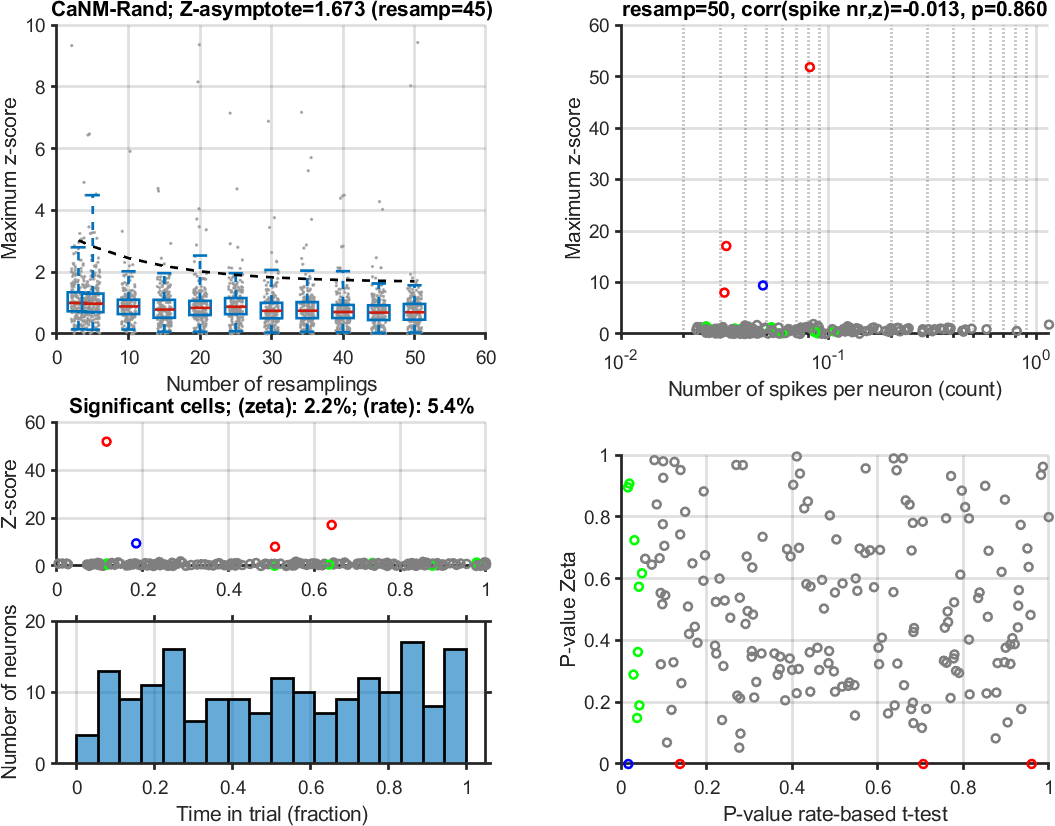 CaNM-Rand; Z-asymptote=1.673 (resamp=45)
10
8
6
4
2
0
Maximum z-score
0 10 20 30 40 50 60
Number of resamplings
resamp=50, corr(spike nr,z)=-0.013, p=0.860
60
50
40
30
20
10
0
Maximum z-score
10-2 10-1 100
Number of spikes per neuron (count)
Significant cells; (zeta): 2.2%; (rate): 5.4%
60
40
20
0
Z-score
0 0.2 0.4 0.6 0.8 1
20
10
0
Number of neurons
0 0.2 0.4 0.6 0.8 1
Time in trial (fraction)
1
0.8
0.6
0.4
0.2
0
P-value Zeta
0 0.2 0.4 0.6 0.8 1
P-value rate-based t-test